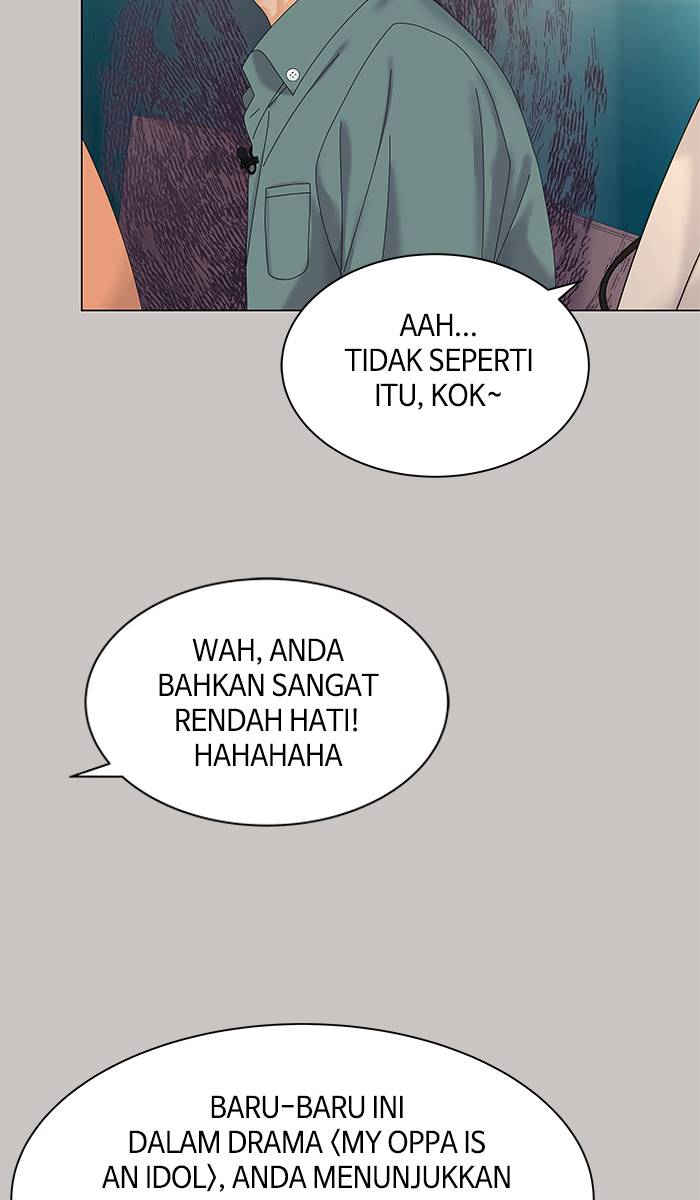 AAH...
TIDAK SEPERTI
ITU, KOK~
WAH, ANDA
BAHKAN SANGAT
RENDAH HATI!
HAHAHAHA
BARU-BARU INI
DALAM DRAMA ⟨MY OPPA IS
AN IDOL⟩, ANDA MENUNJUKKAN